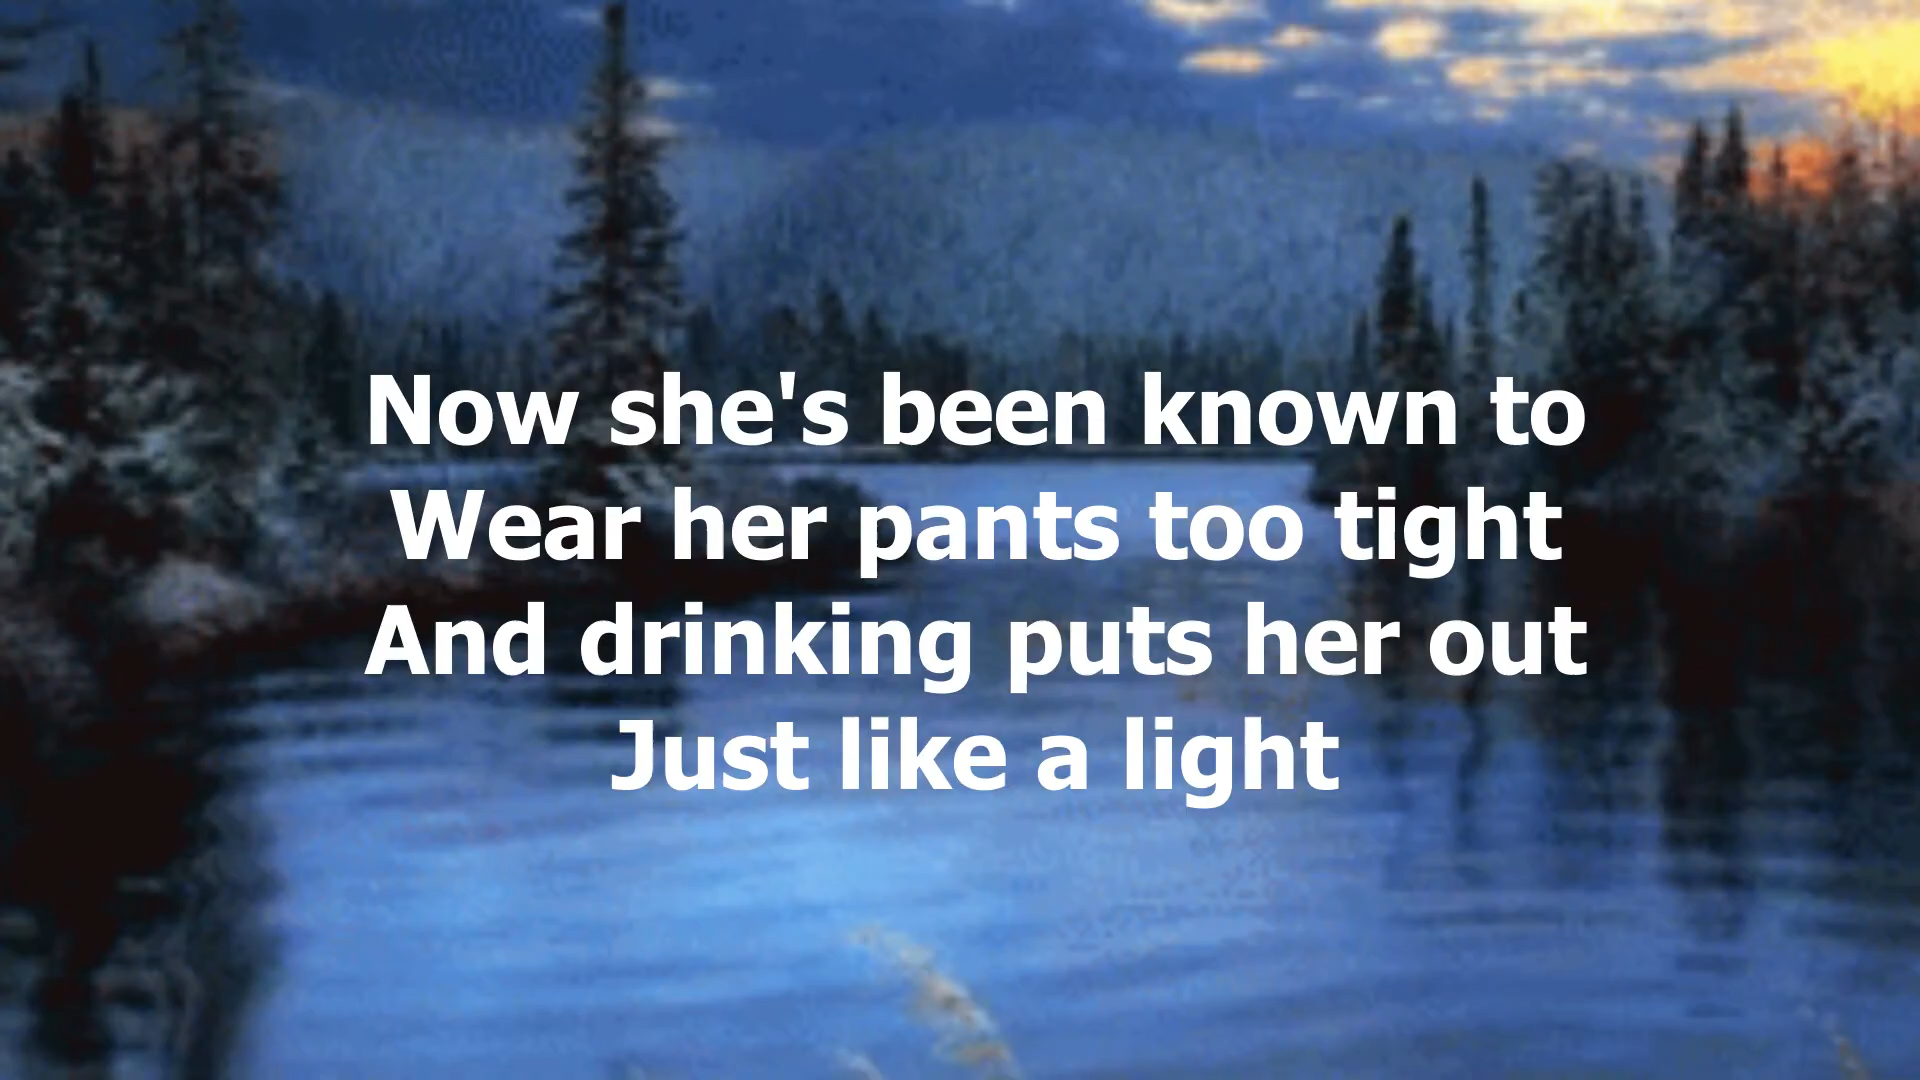 Now she's been known to
Wear her pants too tight
And drinking puts her out
Just like a light